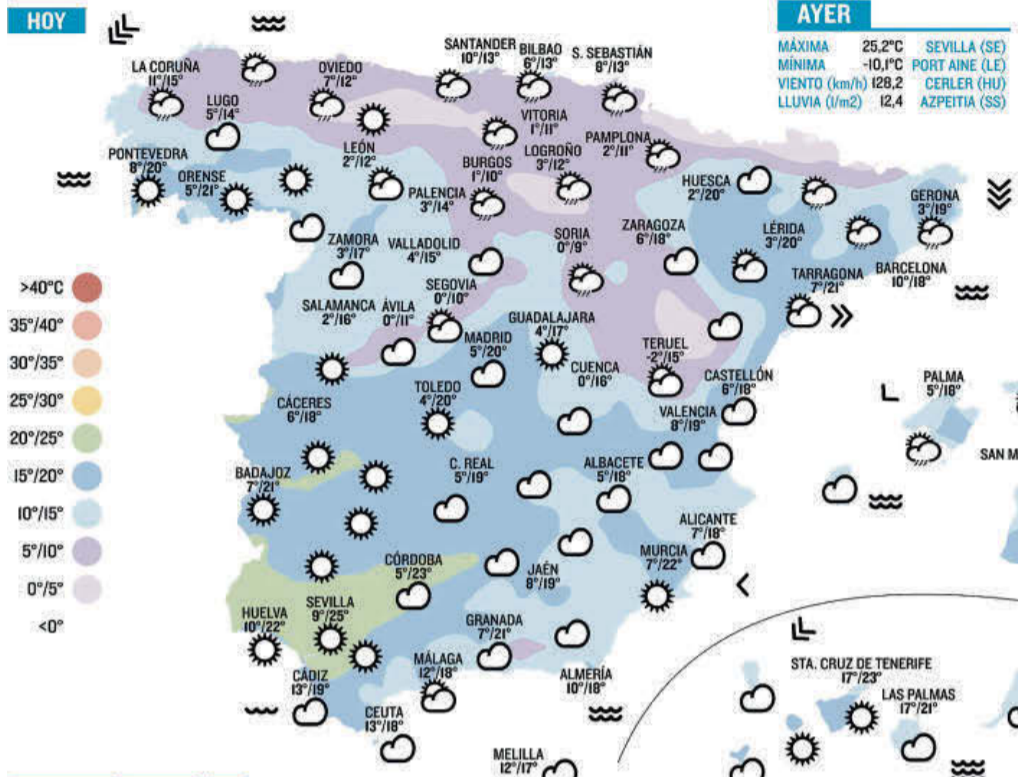 HOY
AYER
MÁXIMA 25,2°C SEVILLA (SE)
MÍNIMA -10,1°C PORT AINE (LE)
VIENTO (km/h) 128,2 CERLER (HU)
LLUVIA (l/m2) 12,4 AZPEITIA (SS)
LA CORUÑA
11°/15°
LUGO
5°/14°
OVIEDO
7°/12°
SANTANDER
10°/13°
BILBAO
6°/13°
S. SEBASTIÁN
8°/13°
VITORIA
1°/11°
PAMPLONA
2°/11°
PONTEVEDRA
8°/20°
ORENSE
5°/21°
LEÓN
2°/12°
BURGOS
1°/10°
LOGROÑO
3°/12°
PALENCIA
3°/14°
HUESCA
2°/20°
GERONA
3°/19°
ZAMORA
3°/17°
VALLADOLID
4°/15°
SORIA
0°/9°
ZARAGOZA
6°/18°
LÉRIDA
3°/20°
TARRAGONA
7°/21°
BARCELONA
10°/18°
SALAMANCA
2°/16°
ÁVILA
0°/11°
SEGOVIA
0°/10°
MADRID
5°/20°
GUADALAJARA
4°/17°
CUENCA
0°/16°
TERUEL
-2°/15°
CASTELLÓN
6°/18°
PALMA
5°/16°
CÁCERES
6°/18°
TOLEDO
4°/20°
VALENCIA
8°/19°
SAN M
BADAJOZ
7°/21°
C. REAL
5°/19°
ALBACETE
5°/18°
ALICANTE
7°/18°
CÓRDOBA
5°/23°
JAÉN
8°/19°
MURCIA
7°/22°
HUELVA
10°/22°
SEVILLA
9°/25°
GRANADA
7°/21°
CÁDIZ
13°/19°
MÁLAGA
12°/18°
ALMERÍA
10°/18°
CEUTA
13°/18°
MELILLA
12°/17°
STA. CRUZ DE TENERIFE
17°/23°
LAS PALMAS
17°/21°
>40°C
35°/40°
30°/35°
25°/30°
20°/25°
15°/20°
10°/15°
5°/10°
0°/5°
<0°